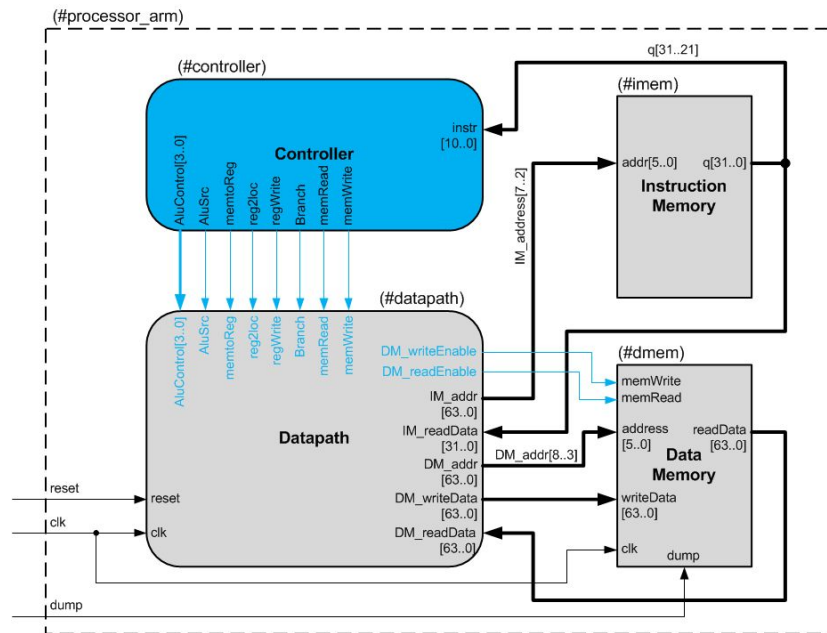 (#processor_arm)
q[31..21]
(#controller)
(#imem)
instr
[10..0]
Controller
AluControl[3..0]
AluSrc
memtoReg
reg2loc
regWrite
Branch
memRead
memWrite
addr[5..0]
q[31..0]
Instruction
Memory
IM_address[7..2]
(#datapath)
AluControl[3..0]
AluSrc
memtoReg
reg2loc
regWrite
Branch
memRead
memWrite
DM_writeEnable
DM_readEnable
IM_addr
[63..0]
IM_readData
[31..0]
DM_addr
[63..0]
DM_writeData
[63..0]
DM_readData
[63..0]
Datapath
reset
clk
DM_addr[8..3]
(#dmem)
memWrite
memRead
address
[5..0]
readData
[63..0]
Data
Memory
writeData
[63..0]
clk
dump
reset
clk
dump